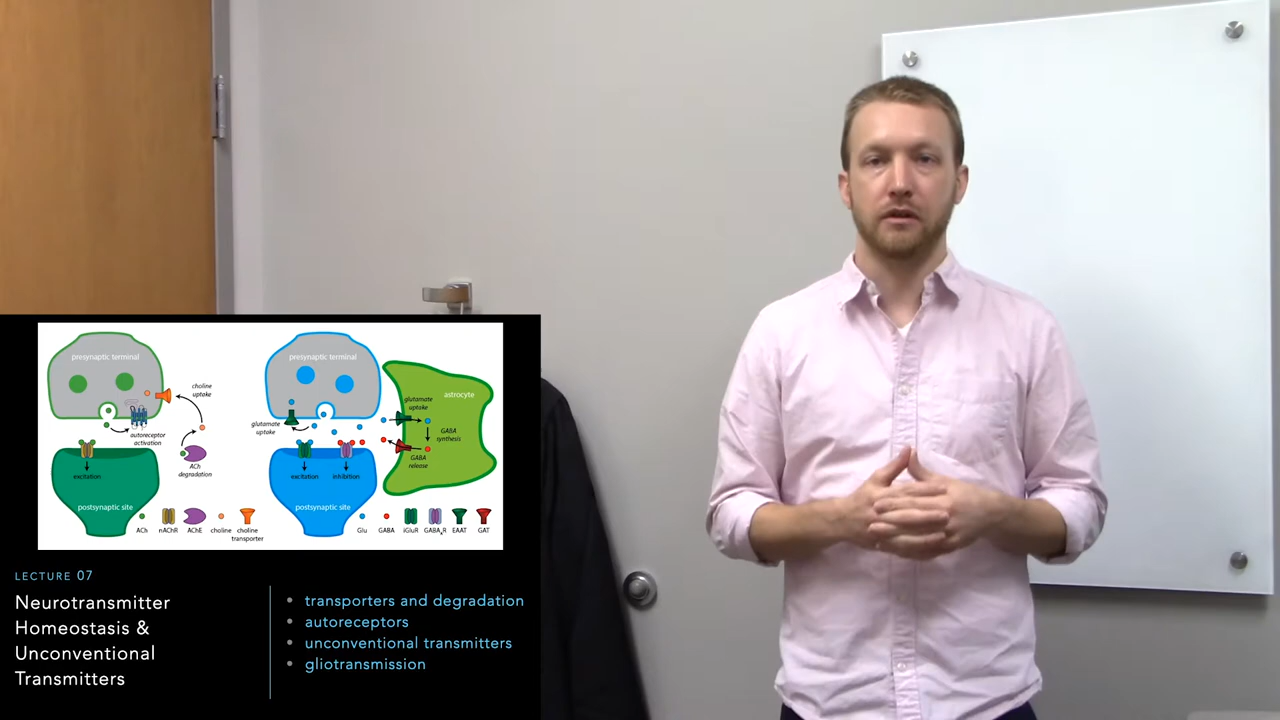 presynaptic terminal
choline
uptake
autoreceptor
activation
ACh
degradation
excitation
postsynaptic site
ACh
nAChR
AChE
choline
choline
transporter
presynaptic terminal
astrocyte
glutamate
uptake
glutamate
uptake
GABA
synthesis
GABA
release
excitation
inhibition
postsynaptic site
Glu
GABA
iGluR
GABAAR
EAAT
GAT
LECTURE 07
Neurotransmitter
Homeostasis &
Unconventional
Transmitters
• transporters and degradation
• autoreceptors
• unconventional transmitters
• gliotransmission